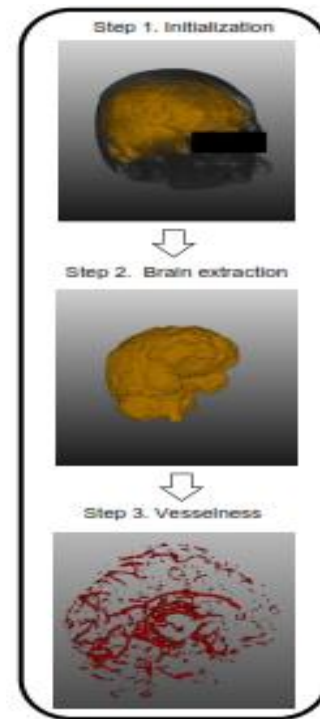 Step 1. Initialization
Step 2. Brain extraction
Step 3. Vesselness